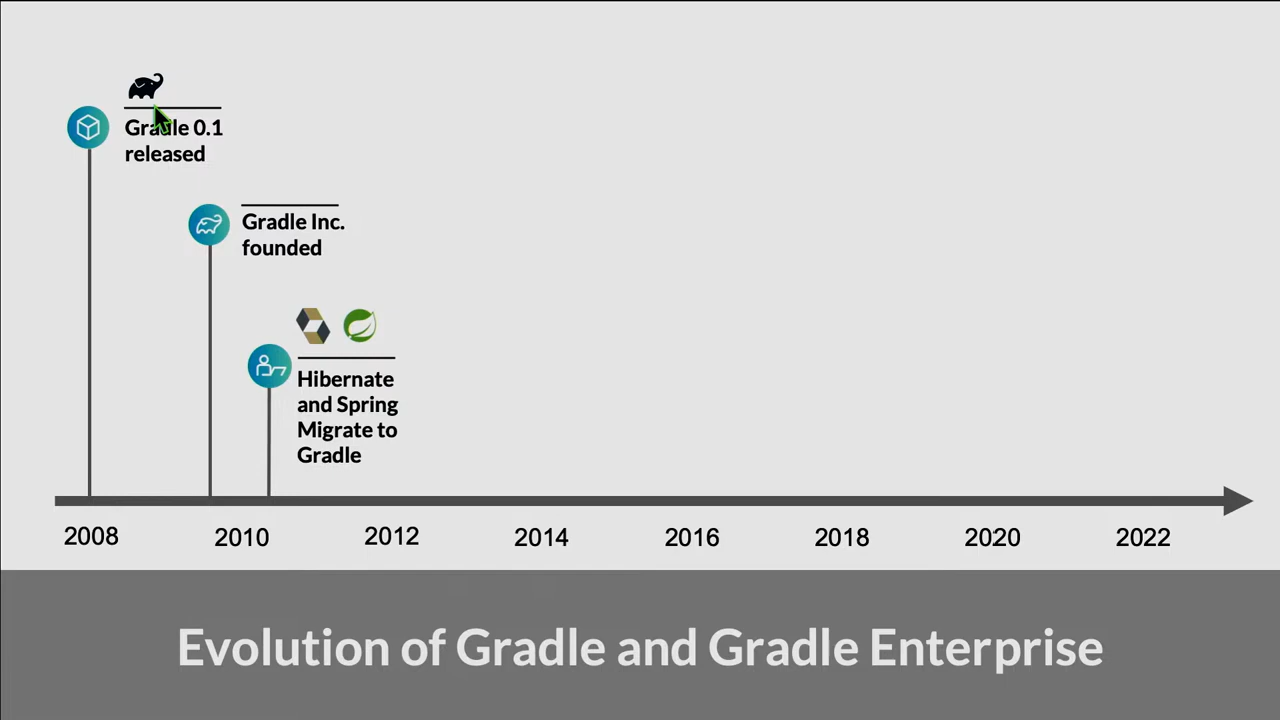 Gradle 0.1
released
Gradle Inc.
founded
Hibernate
and Spring
Migrate to
Gradle
2008
2010
2012
2014
2016
2018
2020
2022
Evolution of Gradle and Gradle Enterprise